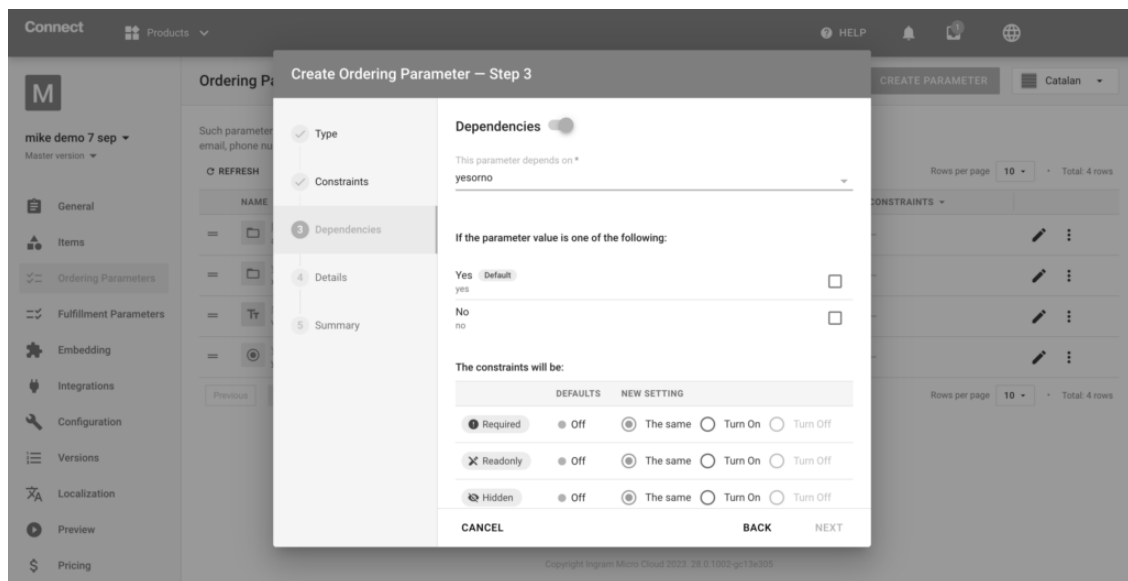 Connect
Products
HELP
1
M
mike demo 7 sep
Master version
General
Items
Ordering Parameters
Fulfillment Parameters
Embedding
Integrations
Configuration
Versions
Localization
Preview
Pricing
Ordering Pa
CREATE PARAMETER
Catalan
Such parameter
email, phone nu
REFRESH
Rows per page 10 • Total: 4 rows
NAME
CONSTRAINTS
Tт
Previous
Rows per page 10 • Total: 4 rows
Create Ordering Parameter — Step 3
Type
Constraints
3 Dependencies
4 Details
5 Summary
Dependencies
This parameter depends on *
yesorno
If the parameter value is one of the following:
Yes Default
yes
No
no
The constraints will be:
DEFAULTS NEW SETTING
Required Off The same Turn On Turn Off
Readonly Off The same Turn On Turn Off
Hidden Off The same Turn On Turn Off
CANCEL BACK NEXT
Copyright Ingram Micro Cloud 2023. 28.0.1002-gc13e305